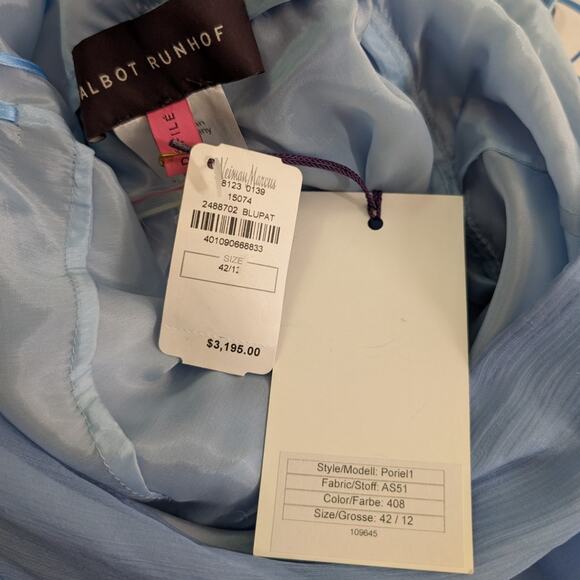 ALBOT RUNHOF
Neiman Marcus
8123 0139
15074
2488702 BLUPAT
401090668833
SIZE
42/12
$3,195.00
Style/Modell: Poriel1
Fabric/Stoff: AS51
Color/Farbe: 408
Size/Grosse: 42 / 12
109645